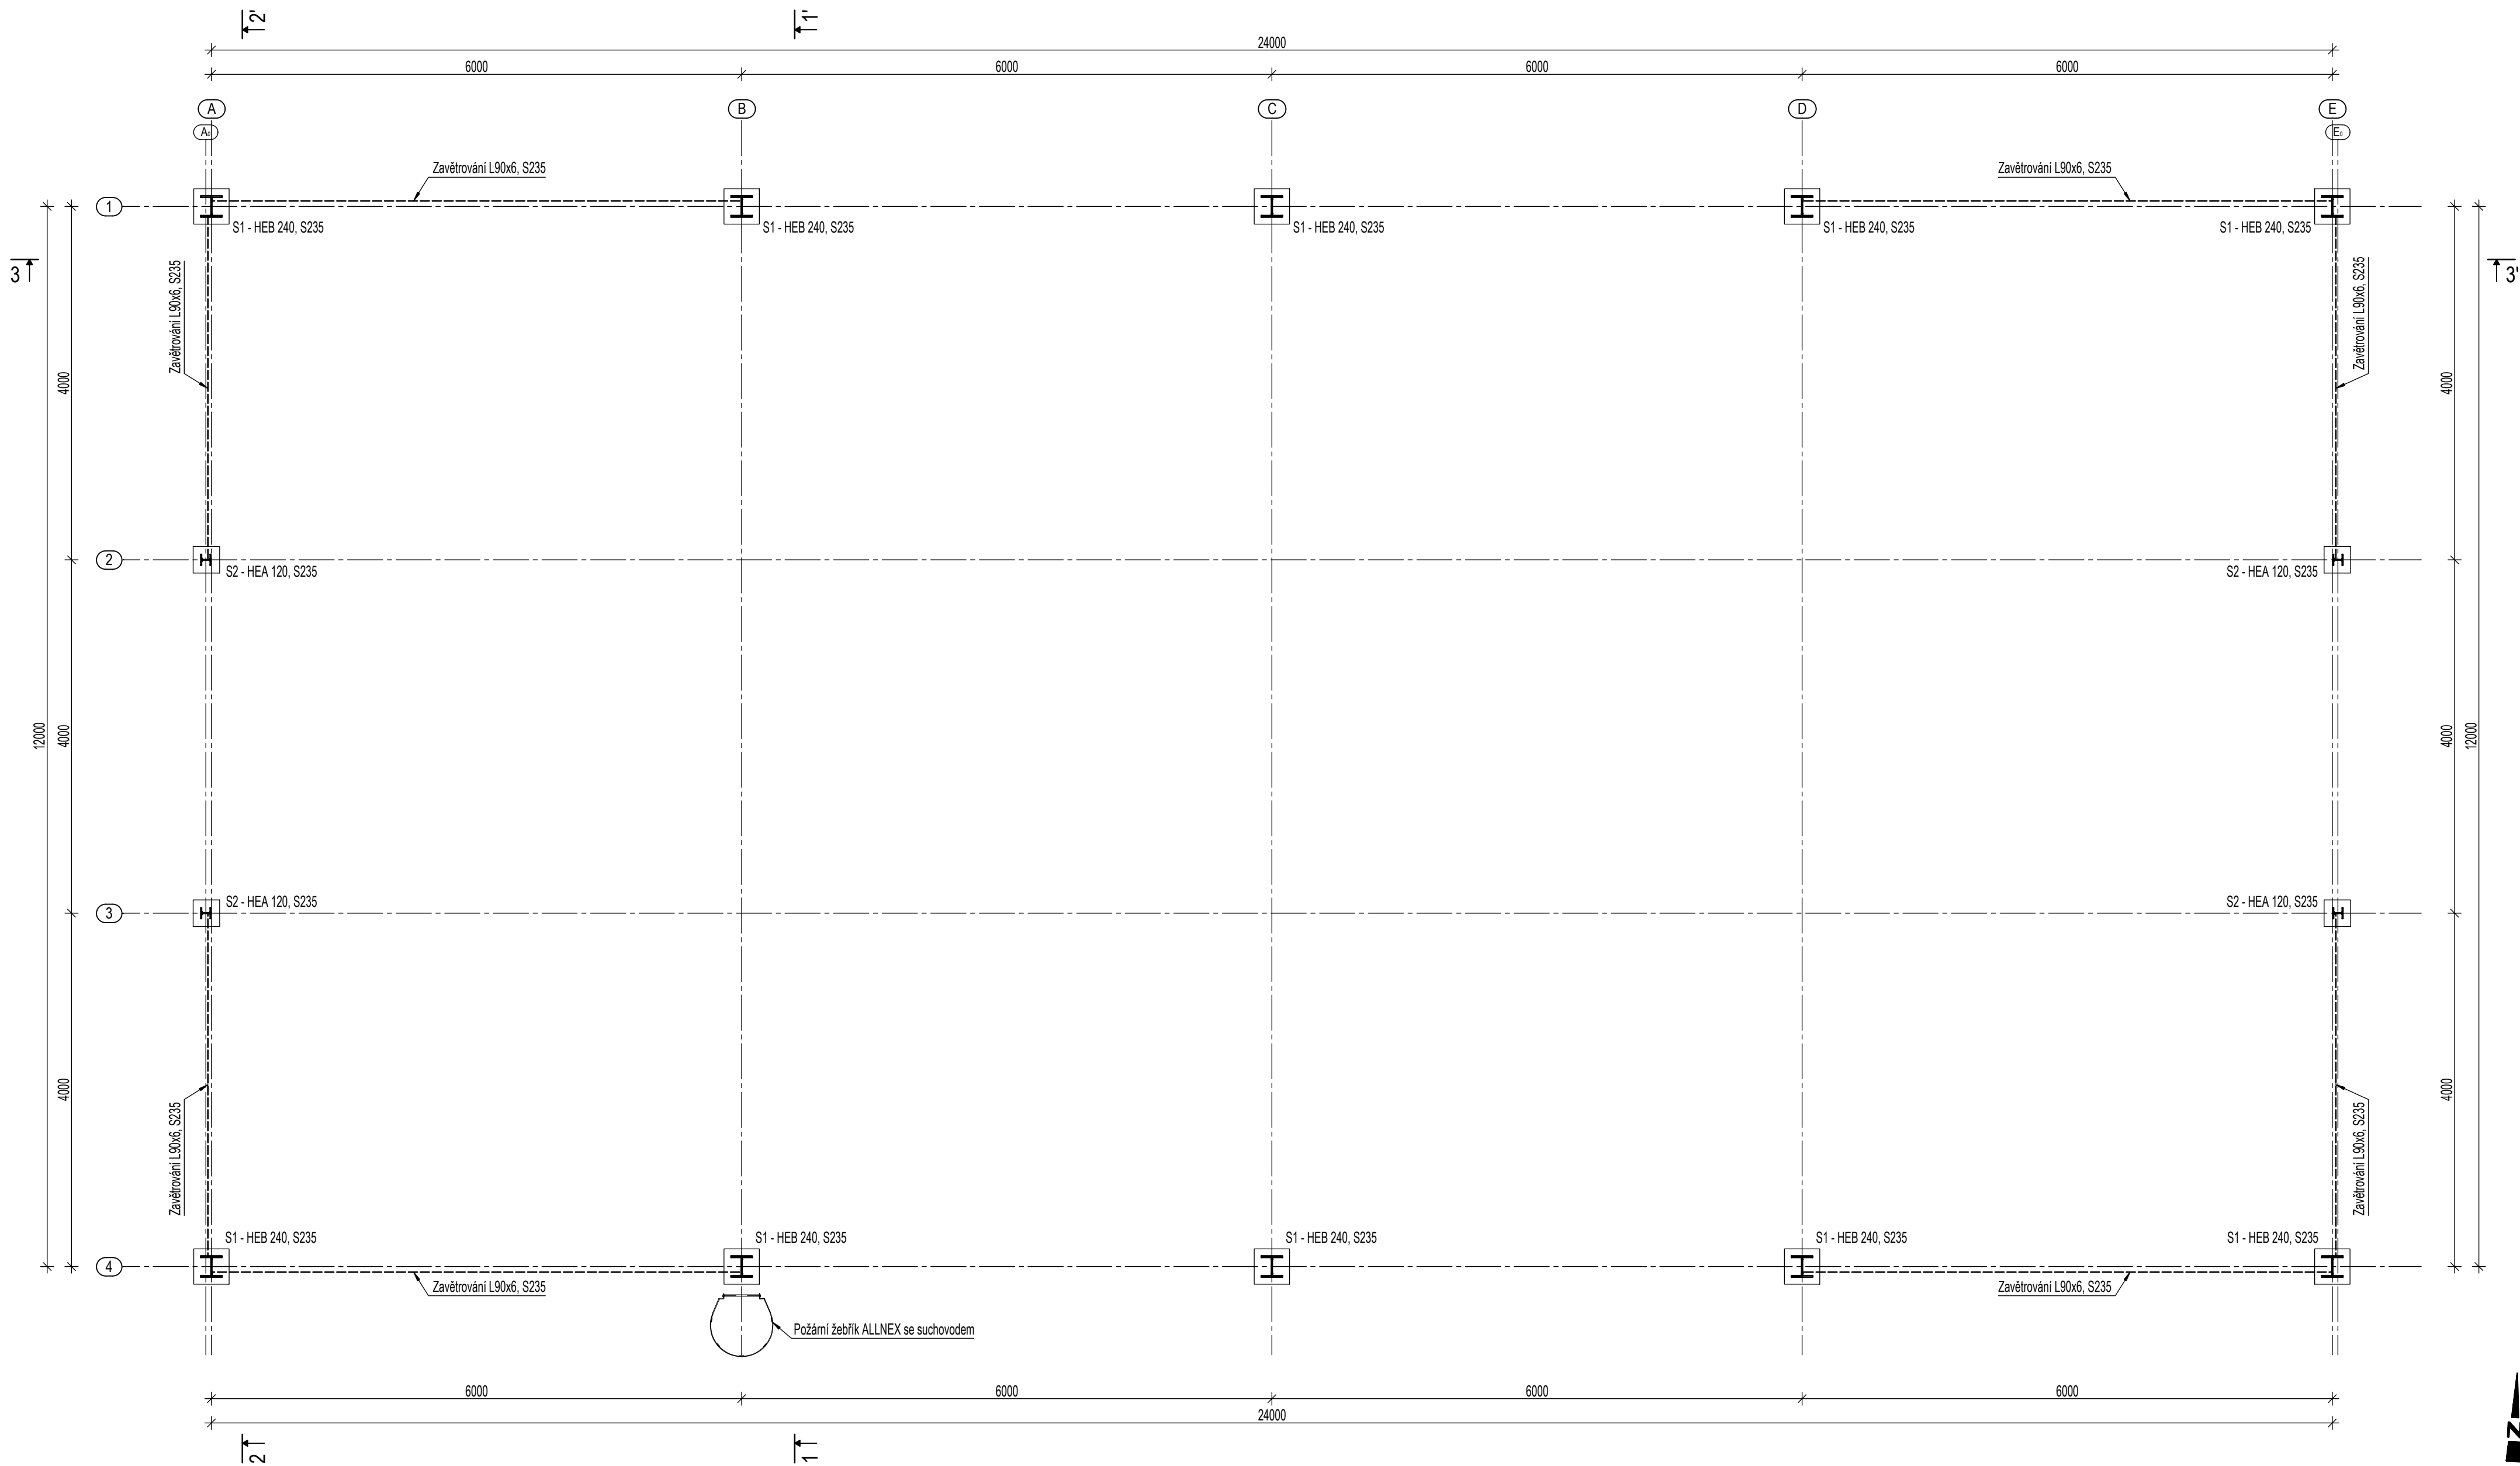 2' 1'
24000
6000 6000 6000 6000
A B C D E
A₀ E₀
Zavětrování L90x6, S235 Zavětrování L90x6, S235
1
S1 - HEB 240, S235 S1 - HEB 240, S235 S1 - HEB 240, S235 S1 - HEB 240, S235 S1 - HEB 240, S235
3 3'
Zavětrování L90x6, S235 Zavětrování L90x6, S235
4000 4000
2
S2 - HEA 120, S235 S2 - HEA 120, S235
12000 4000 4000 12000
S2 - HEA 120, S235 S2 - HEA 120, S235
3
4000 4000
Zavětrování L90x6, S235 Zavětrování L90x6, S235
S1 - HEB 240, S235 S1 - HEB 240, S235 S1 - HEB 240, S235 S1 - HEB 240, S235 S1 - HEB 240, S235
4
Zavětrování L90x6, S235 Zavětrování L90x6, S235
Požární žebřík ALLNEX se suchovodem
6000 6000 6000 6000
24000
2 1
N